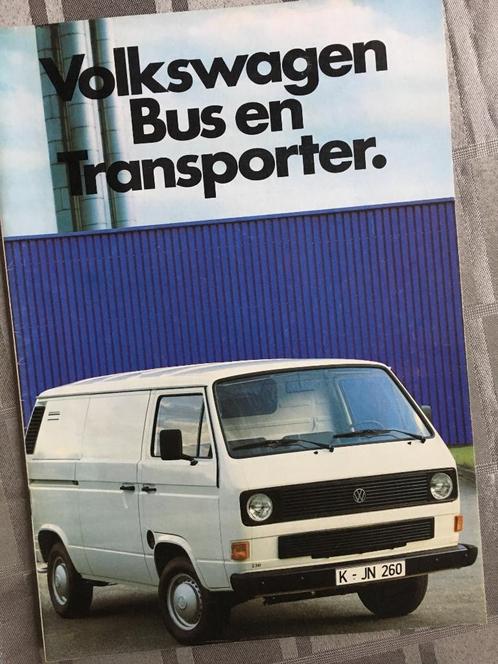 Volkswagen
Bus en
Transporter.
K - JN 260